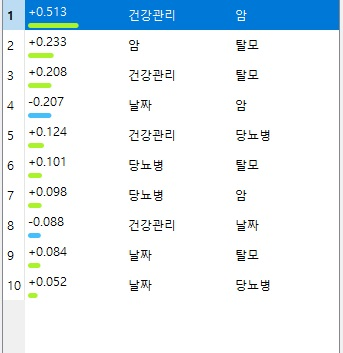 1 +0.513 건강관리 암
2 +0.233 암 탈모
3 +0.208 건강관리 탈모
4 -0.207 날짜 암
5 +0.124 건강관리 당뇨병
6 +0.101 당뇨병 탈모
7 +0.098 당뇨병 암
8 -0.088 건강관리 날짜
9 +0.084 날짜 탈모
10 +0.052 날짜 당뇨병